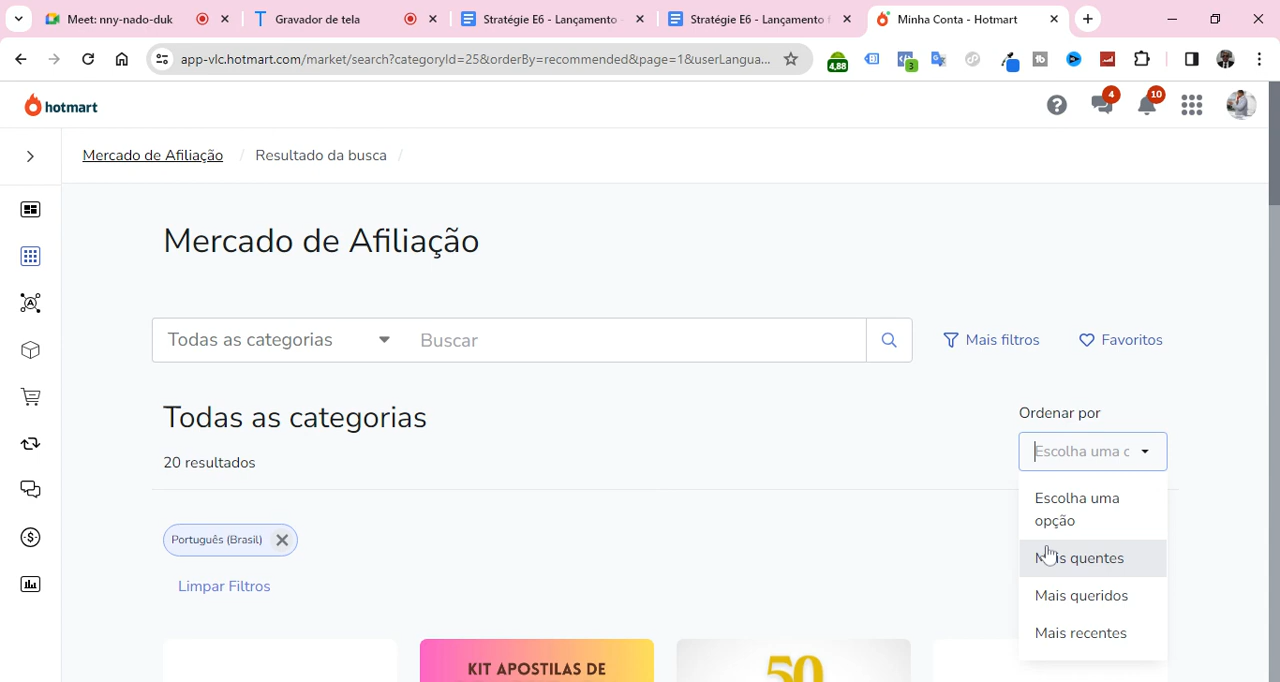 Meet: nny-nado-duk
Gravador de tela
Stratégie E6 - Lançamento
Stratégie E6 - Lançamento f
Minha Conta - Hotmart
app-vlc.hotmart.com/market/search?categoryId=25&orderBy=recommended&page=1&userLangua...
4,88
3
hotmart
4
10
Mercado de Afiliação / Resultado da busca /
Mercado de Afiliação
Todas as categorias
Buscar
Mais filtros
Favoritos
Todas as categorias
Ordenar por
Escolha uma c
20 resultados
Escolha uma
opção
Português (Brasil)
Mais quentes
Limpar Filtros
Mais queridos
Mais recentes
KIT APOSTILAS DE
50